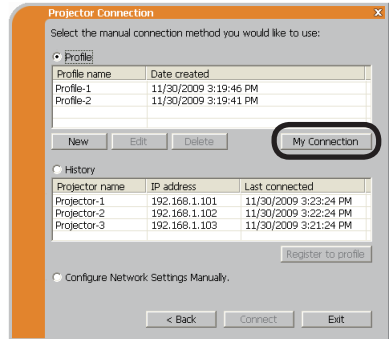 Projector Connection x
Select the manual connection method you would like to use:
Profile
Profile name Date created
Profile-1 11/30/2009 3:19:46 PM
Profile-2 11/30/2009 3:19:41 PM
New Edit Delete My Connection
History
Projector name IP address Last connected
Projector-1 192.168.1.101 11/30/2009 3:23:24 PM
Projector-2 192.168.1.102 11/30/2009 3:22:24 PM
Projector-3 192.168.1.103 11/30/2009 3:21:24 PM
Register to profile
Configure Network Settings Manually.
< Back Connect Exit